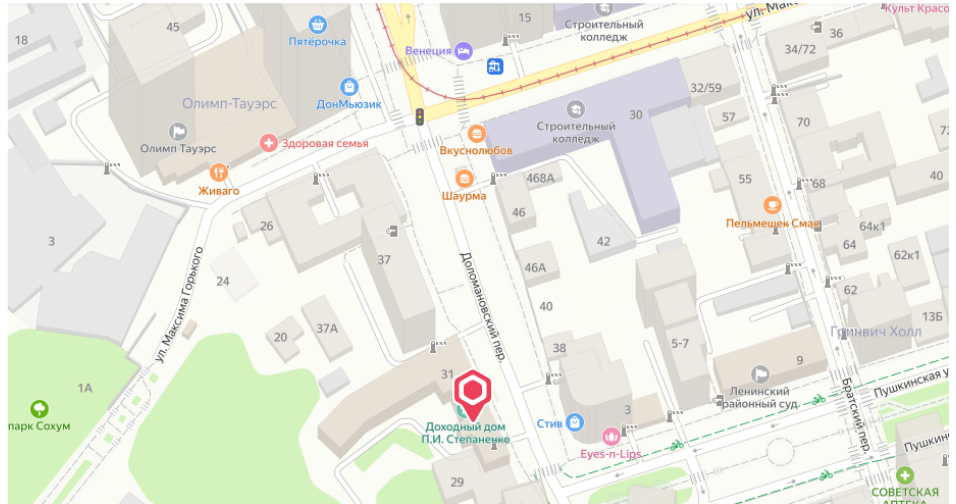 ул. Макс
Культ Красо
45
15
18
Строительный
колледж
36
Пятёрочка
Венеция
34/72
ДонМьюзик
32/59
Олимп-Тауэрс
30
57
70
Строительный
колледж
72
Олимп Тауэрс
Здоровая семья
Вкуснолюбов
Живаго
468А
55
68
40
Шаурма
46
Пельмешек Смак
26
64к1
3
42
64
37
62к1
46А
24
ул. Максима Горького
Доломановский пер.
62
40
13Б
37А
20
Гринвич Холл
38
5-7
9
31
1А
Ленинский
районный суд
Пушкинская у
Братский пер.
парк Сохум
Доходный дом
П.И. Степаненко
Стив
3
Eyes-n-Lips
Пушкин
29
СОВЕТСКАЯ
АПТЕКА